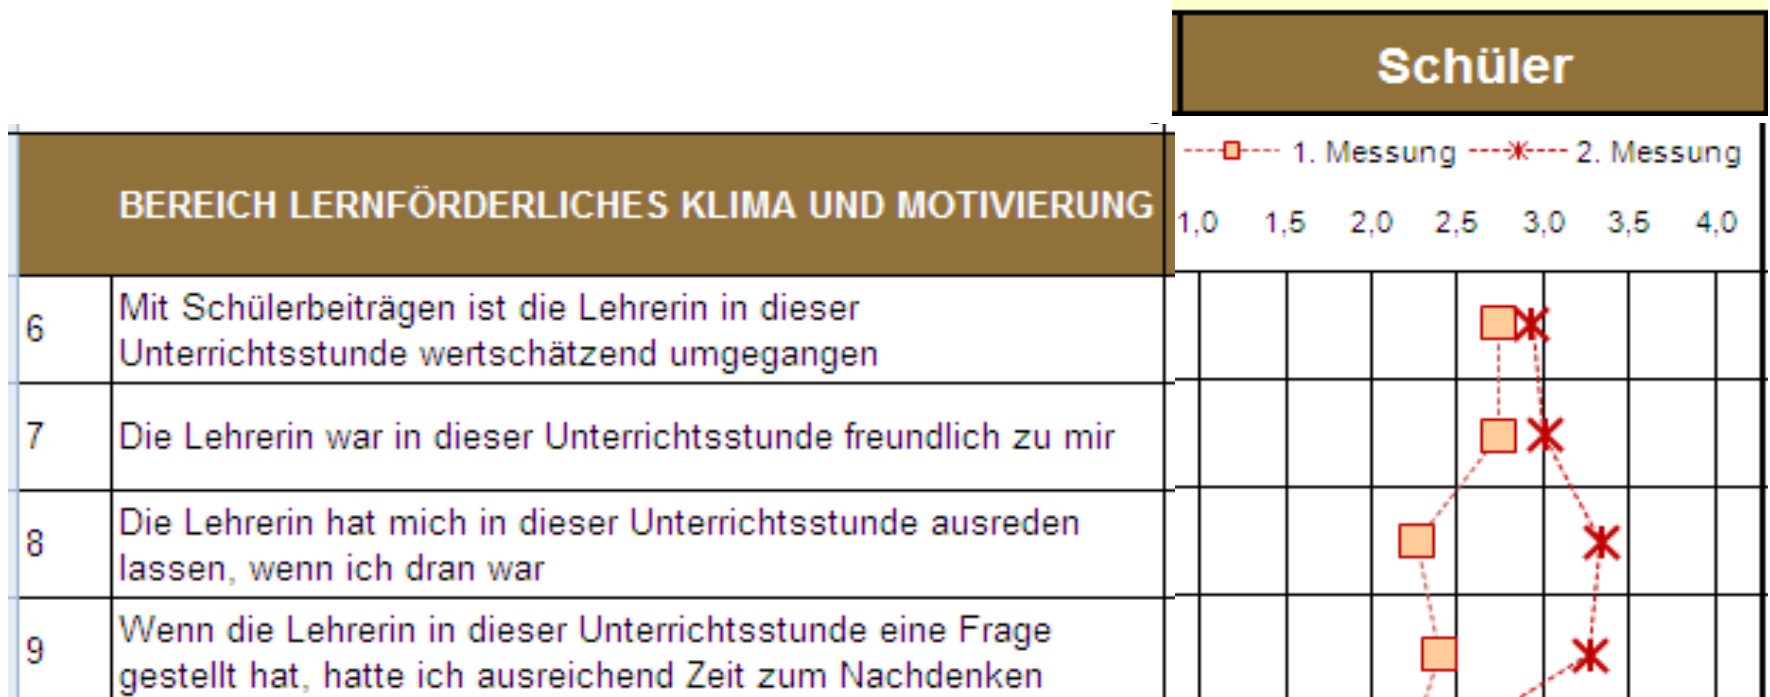 Schüler
1. Messung 2. Messung
BEREICH LERNFÖRDERLICHES KLIMA UND MOTIVIERUNG
1,0 1,5 2,0 2,5 3,0 3,5 4,0
6
Mit Schülerbeiträgen ist die Lehrerin in dieser
Unterrichtsstunde wertschätzend umgegangen
7
Die Lehrerin war in dieser Unterrichtsstunde freundlich zu mir
8
Die Lehrerin hat mich in dieser Unterrichtsstunde ausreden
lassen, wenn ich dran war
9
Wenn die Lehrerin in dieser Unterrichtsstunde eine Frage
gestellt hat, hatte ich ausreichend Zeit zum Nachdenken